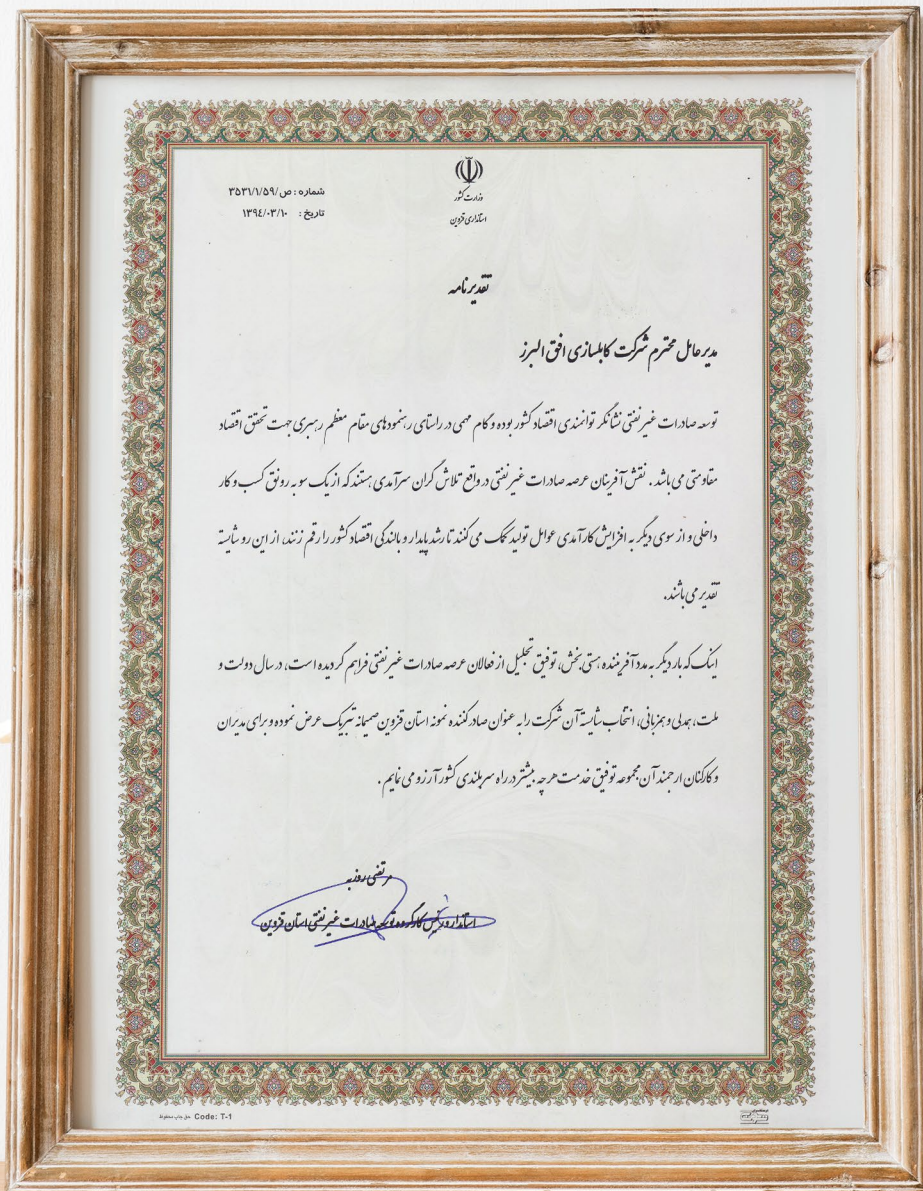 وزارت کشور
استانداری قزوین
شماره : ص/۳۵۳۱/۱/۵۹
تاریخ : ۱۳۹٤/۰۳/۱۰
تقدیرنامه
مدیرعامل محترم شرکت کابلسازی افق البرز
توسعه صادرات غیرنفتی نشانگر توانمندی اقتصاد کشور بوده و گام مهمی در راستای رهنمودهای مقام معظم رهبری جهت تحقق اقتصاد
مقاومتی می باشد . نقش آفرینان عرصه صادرات غیرنفتی در واقع تلاش گران سرآمدی هستند که از یک سو به رونق کسب و کار
داخلی و از سوی دیگر به افزایش کارآمدی عوامل تولید کمک می کنند تا رشد پایدار و بالندگی اقتصاد کشور را رقم زنند، از این رو شایسته
تقدیر می باشند.
اینک که بار دیگر به مدد آفریننده هستی بخش، توفیق تجلیل از فعالان عرصه صادرات غیرنفتی فراهم گردیده است، در سال دولت و
ملت، همدلی و همزبانی، انتخاب شایسته آن شرکت را به عنوان صادرکننده نمونه استان قزوین صمیمانه تبریک عرض نموده و برای مدیران
و کارکنان ارجمند آن مجموعه توفیق خدمت هر چه بیشتر در راه سربلندی کشور آرزو می نمایم .
مرتضی روزبه
استاندار و رئیس کارگروه توسعه صادرات غیرنفتی استان قزوین
حق چاپ محفوظ Code: T-1